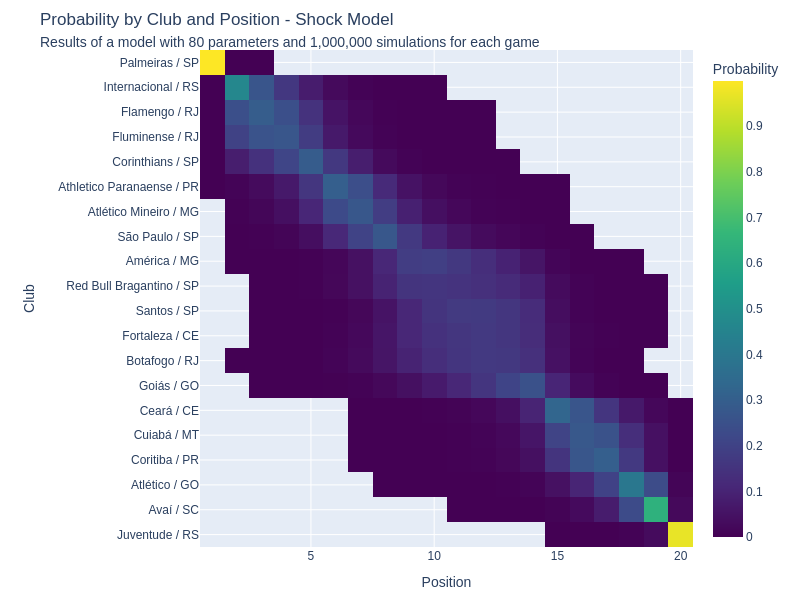 Probability by Club and Position - Shock Model
Results of a model with 80 parameters and 1,000,000 simulations for each game
Probability
Club
Palmeiras / SP
Internacional / RS
Flamengo / RJ
Fluminense / RJ
Corinthians / SP
Athletico Paranaense / PR
Atlético Mineiro / MG
São Paulo / SP
América / MG
Red Bull Bragantino / SP
Santos / SP
Fortaleza / CE
Botafogo / RJ
Goiás / GO
Ceará / CE
Cuiabá / MT
Coritiba / PR
Atlético / GO
Avaí / SC
Juventude / RS
5 10 15 20
Position
0.9
0.8
0.7
0.6
0.5
0.4
0.3
0.2
0.1
0